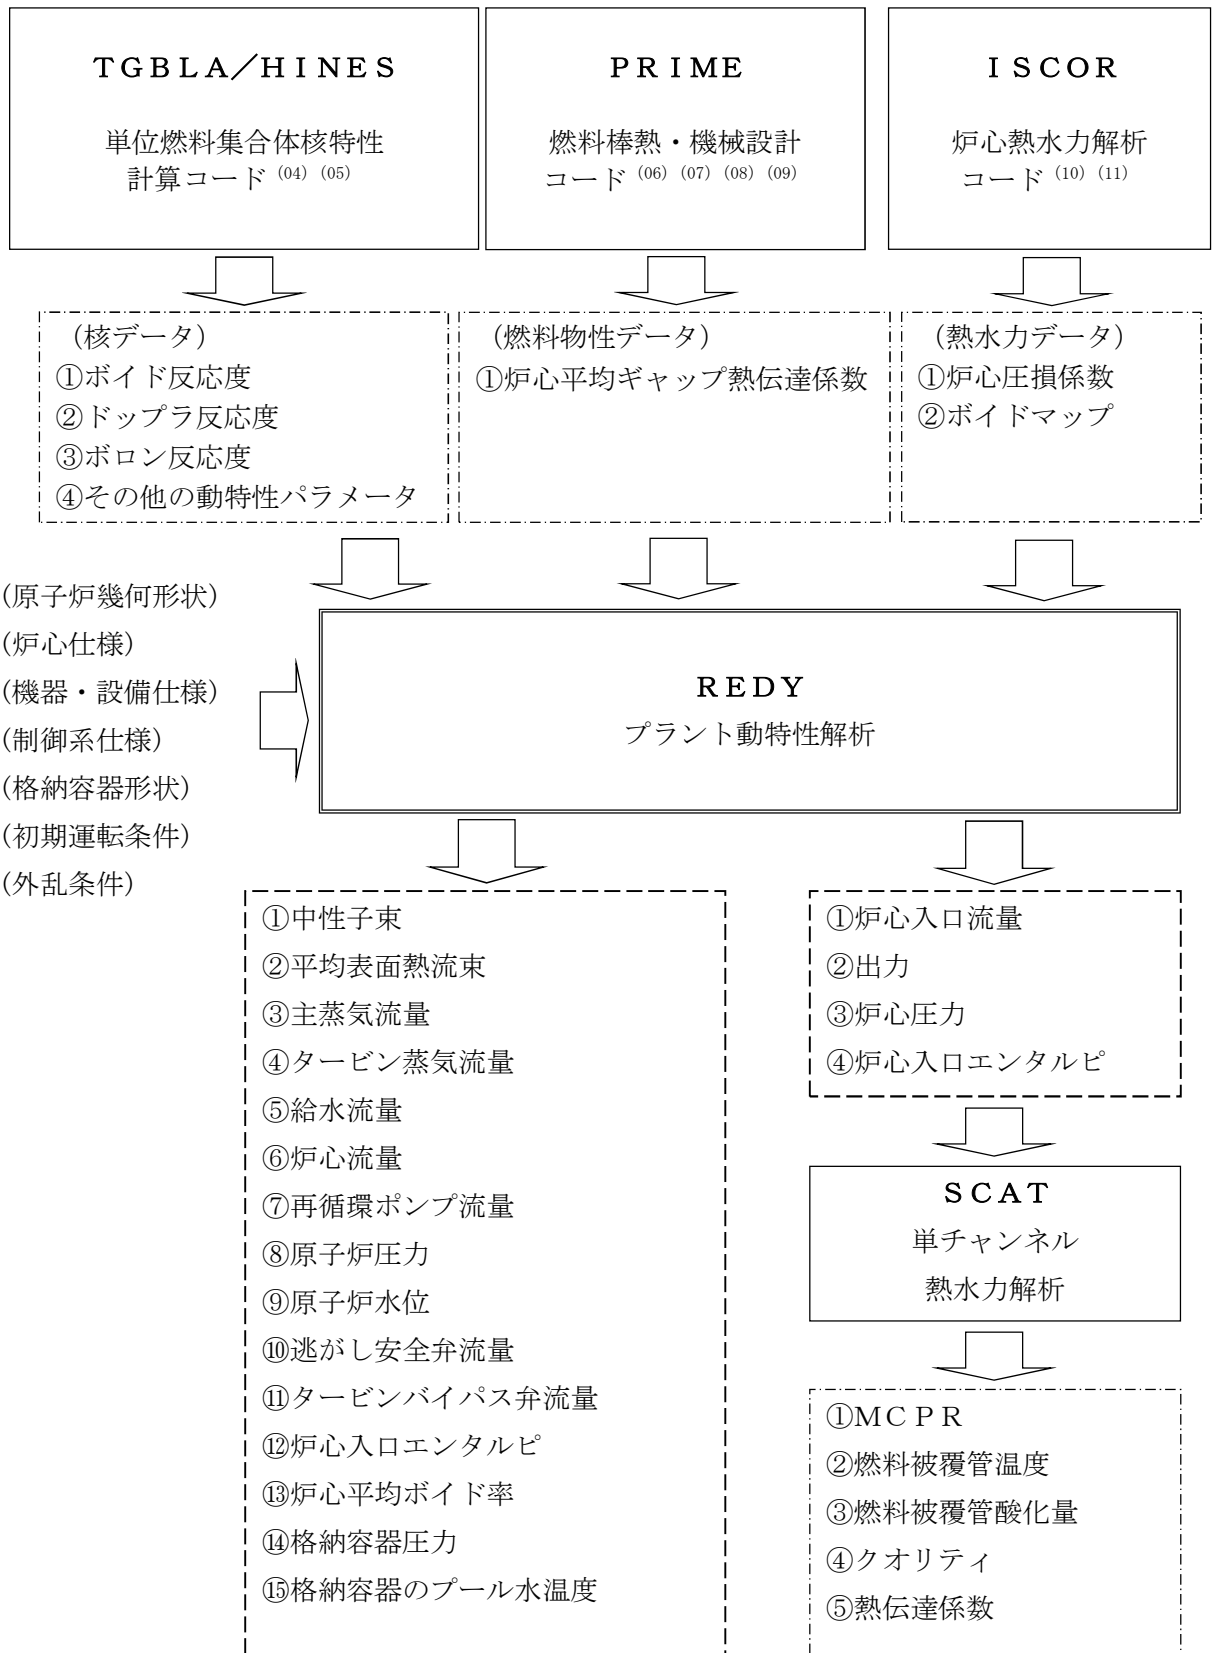 ＴＧＢＬＡ／ＨＩＮＥＳ
単位燃料集合体核特性
計算コード (04) (05)
ＰＲＩＭＥ
燃料棒熱・機械設計
コード (06) (07) (08) (09)
ＩＳＣＯＲ
炉心熱水力解析
コード (10) (11)
（核データ）
①ボイド反応度
②ドップラ反応度
③ボロン反応度
④その他の動特性パラメータ
（燃料物性データ）
①炉心平均ギャップ熱伝達係数
（熱水力データ）
①炉心圧損係数
②ボイドマップ
(原子炉幾何形状)
(炉心仕様)
(機器・設備仕様)
(制御系仕様)
(格納容器形状)
(初期運転条件)
(外乱条件)
ＲＥＤＹ
プラント動特性解析
①中性子束
②平均表面熱流束
③主蒸気流量
④タービン蒸気流量
⑤給水流量
⑥炉心流量
⑦再循環ポンプ流量
⑧原子炉圧力
⑨原子炉水位
⑩逃がし安全弁流量
⑪タービンバイパス弁流量
⑫炉心入口エンタルピ
⑬炉心平均ボイド率
⑭格納容器圧力
⑮格納容器のプール水温度
①炉心入口流量
②出力
③炉心圧力
④炉心入口エンタルピ
ＳＣＡＴ
単チャンネル
熱水力解析
①ＭＣＰＲ
②燃料被覆管温度
③燃料被覆管酸化量
④クオリティ
⑤熱伝達係数